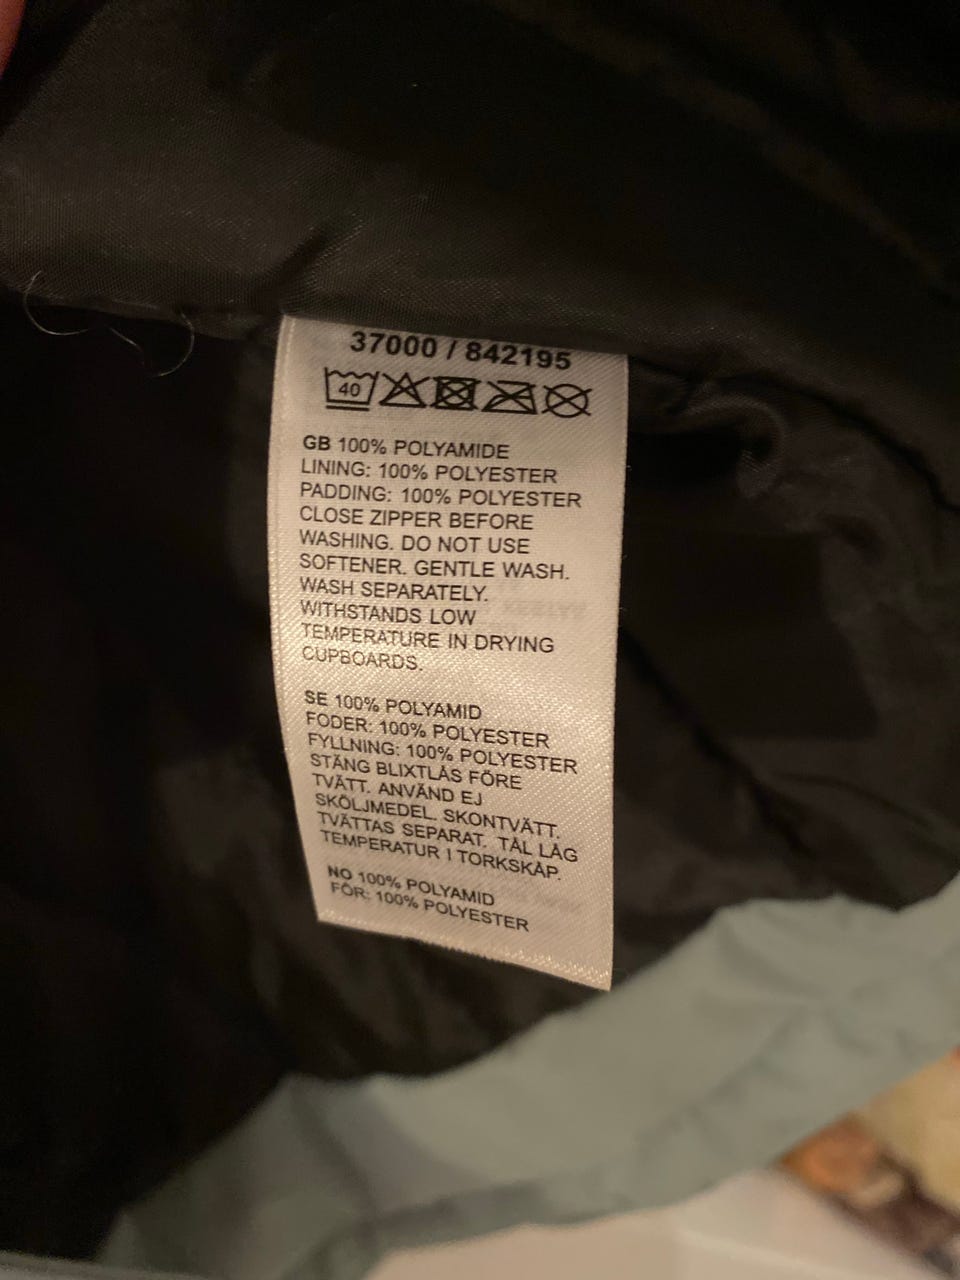 37000 / 842195
40
GB 100% POLYAMIDE
LINING: 100% POLYESTER
PADDING: 100% POLYESTER
CLOSE ZIPPER BEFORE
WASHING. DO NOT USE
SOFTENER. GENTLE WASH.
WASH SEPARATELY.
WITHSTANDS LOW
TEMPERATURE IN DRYING
CUPBOARDS.
SE 100% POLYAMID
FODER: 100% POLYESTER
FYLLNING: 100% POLYESTER
STÄNG BLIXTLÅS FÖRE
TVÄTT. ANVÄND EJ
SKÖLJMEDEL. SKONTVÄTT.
TVÄTTAS SEPARAT. TÅL LÅG
TEMPERATUR I TORKSKÅP.
NO 100% POLYAMID
FÔR: 100% POLYESTER